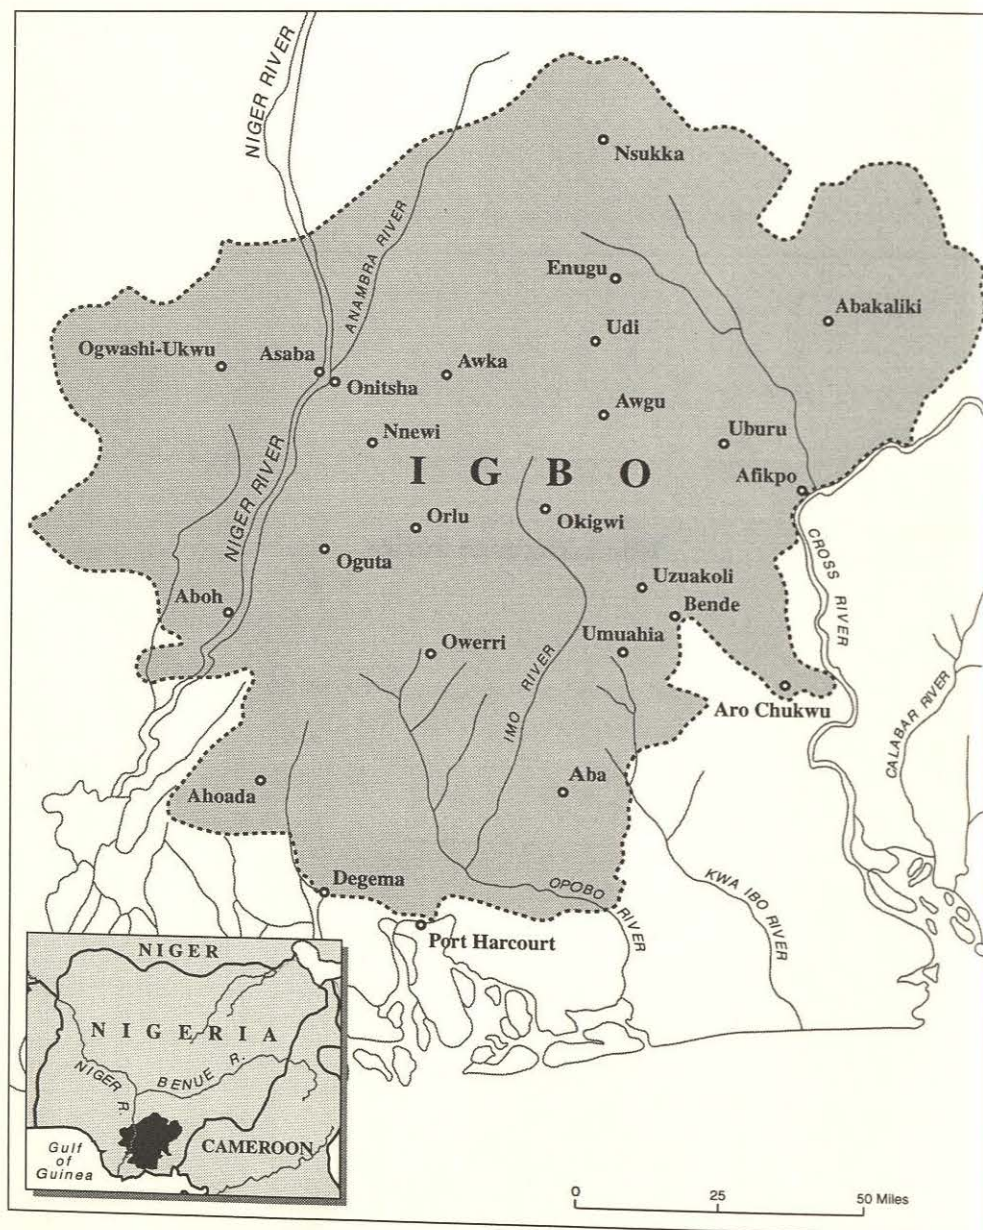 NIGER RIVER
Nsukka
ANAMBRA RIVER
Enugu
Abakaliki
Udi
Ogwashi-Ukwu
Asaba
Onitsha
Awka
Awgu
Nnewi
Uburu
IGBO
Afikpo
NIGER RIVER
Orlu
Okigwi
Oguta
CROSS RIVER
Uzuakoli
Aboh
Bende
Owerri
Umuahia
IMO RIVER
Aro Chukwu
CALABAR RIVER
Ahoada
Aba
Degema
OPOBO RIVER
KWA IBO RIVER
Port Harcourt
NIGER
NIGERIA
NIGER R.
BENUE R.
CAMEROON
Gulf
of
Guinea
0 25 50 Miles